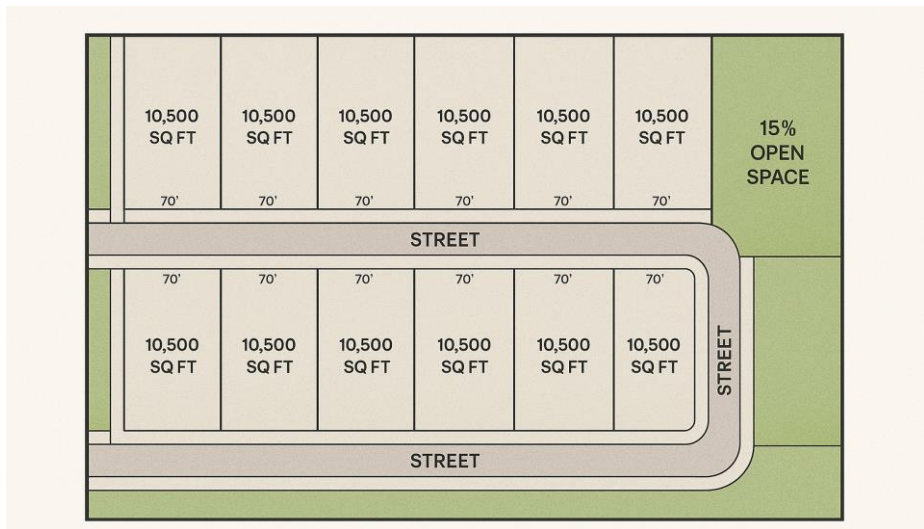 10,500
SQ FT
10,500
SQ FT
10,500
SQ FT
10,500
SQ FT
10,500
SQ FT
10,500
SQ FT
15%
OPEN
SPACE
70'
70'
70'
70'
70'
70'
STREET
70'
70'
70'
70'
70'
70'
10,500
SQ FT
10,500
SQ FT
10,500
SQ FT
10,500
SQ FT
10,500
SQ FT
10,500
SQ FT
STREET
STREET